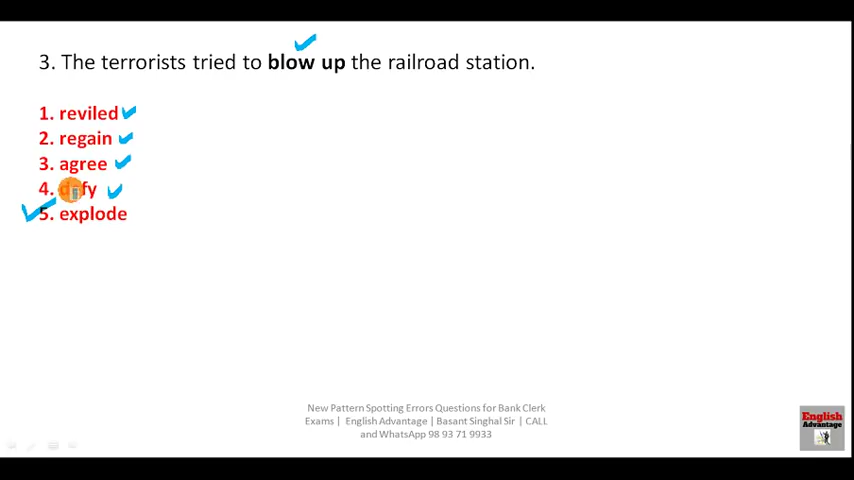 3. The terrorists tried to blow up the railroad station.
1. reviled
2. regain
3. agree
4. defy
5. explode
New Pattern Spotting Errors Questions for Bank Clerk
Exams | English Advantage | Basant Singhal Sir | CALL
and WhatsApp 98 93 71 9933
English
Advantage